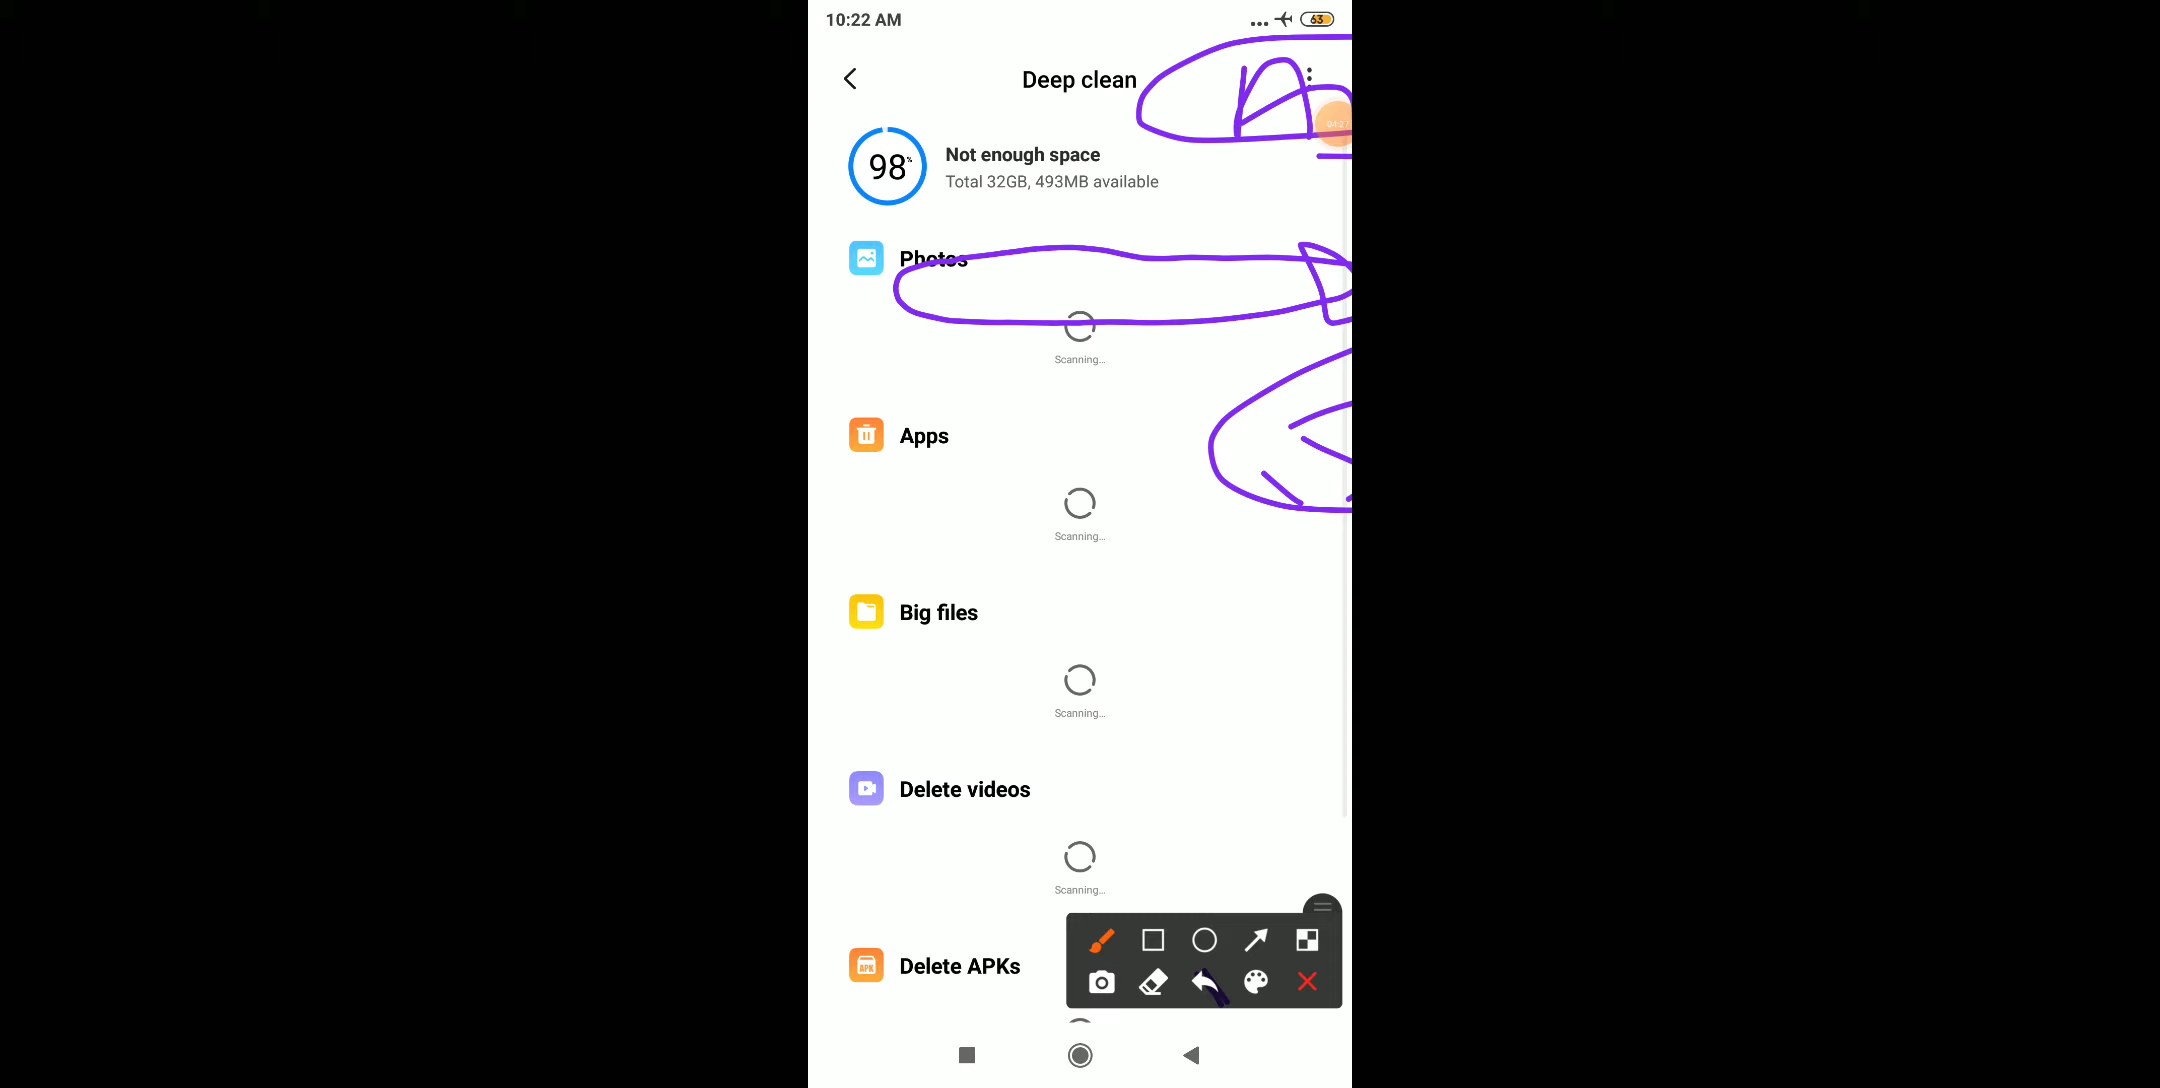 10:22 AM
63
Deep clean
98%
Not enough space
Total 32GB, 493MB available
Photos
Scanning...
Apps
Scanning...
Big files
Scanning...
Delete videos
Scanning...
APK
Delete APKs